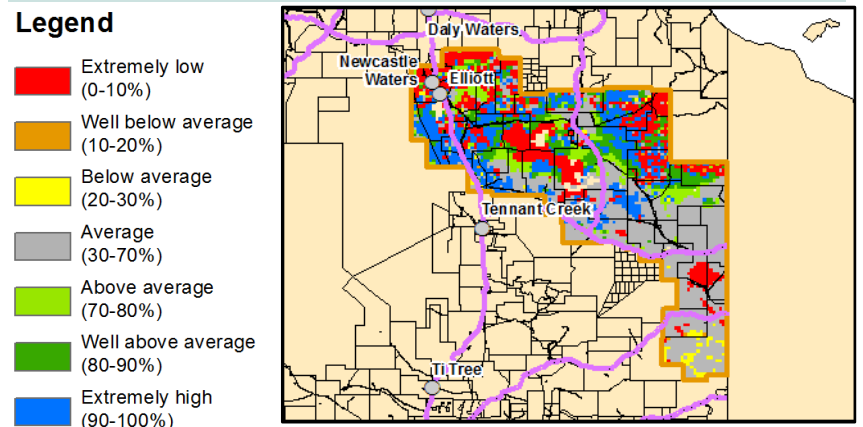 Legend
Extremely low
(0-10%)
Well below average
(10-20%)
Below average
(20-30%)
Average
(30-70%)
Above average
(70-80%)
Well above average
(80-90%)
Extremely high
(90-100%)
Daly Waters
Newcastle
Waters
Elliott
Tennant Creek
Ti Tree